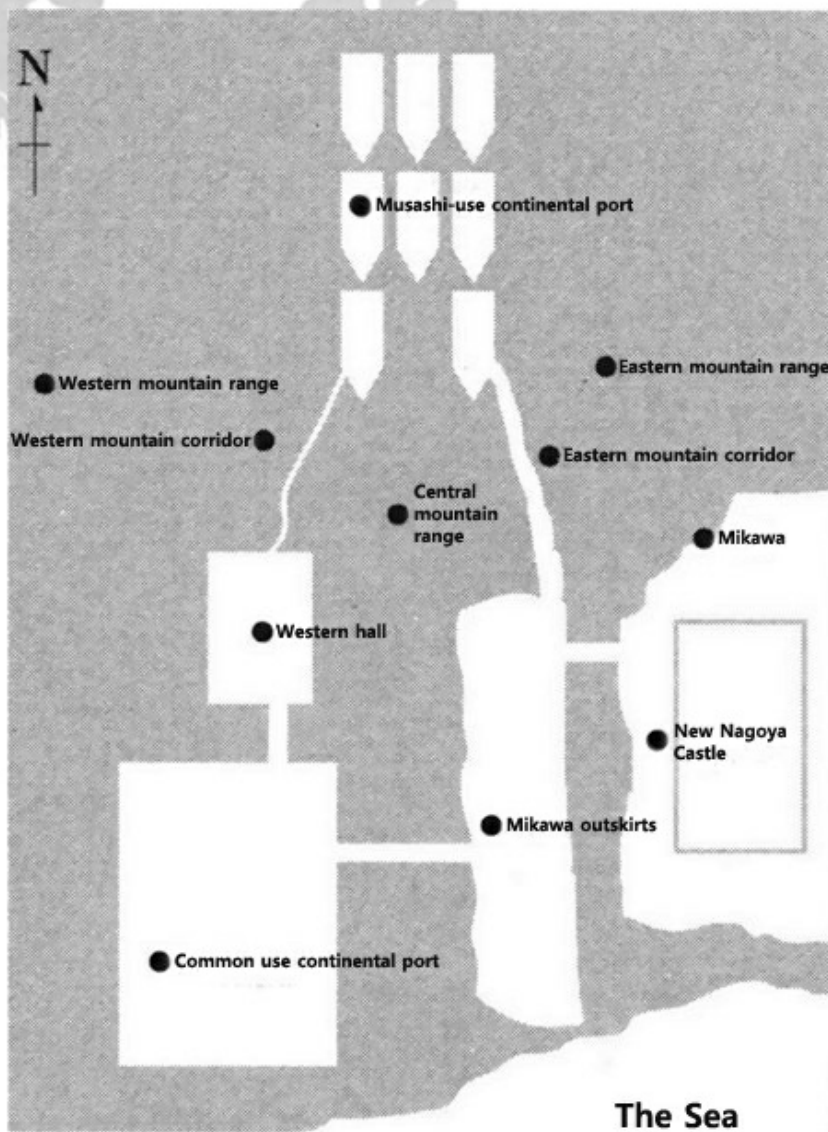 N
Musashi-use continental port
Eastern mountain range
Western mountain range
Western mountain corridor
Eastern mountain corridor
Central
mountain
range
Mikawa
Western hall
New Nagoya
Castle
Mikawa outskirts
Common use continental port
The Sea